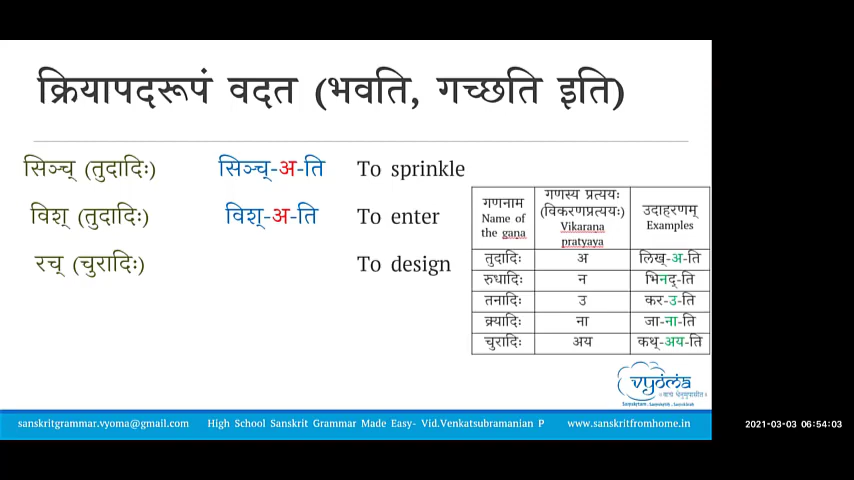 क्रियापदरूपं वदत (भवति, गच्छति इति)
सिञ्च् (तुदादिः) सिञ्च्-अ-ति To sprinkle
विश् (तुदादिः) विश्-अ-ति To enter
रच् (चुरादिः) To design
गणनाम Name of the gana | गणस्य प्रत्ययः (विकरणप्रत्ययः) Vikarana pratyaya | उदाहरणम् Examples
तुदादिः अ लिख्-अ-ति
रुधादिः न भिनद्-ति
तनादिः उ कर-उ-ति
क्र्यादिः ना जा-ना-ति
चुरादिः अय कथ्-अय-ति
vyoma
sanskritgrammar.vyoma@gmail.com High School Sanskrit Grammar Made Easy- Vid.Venkatsubramanian P www.sanskritfromhome.in
2021-03-03 06:54:03